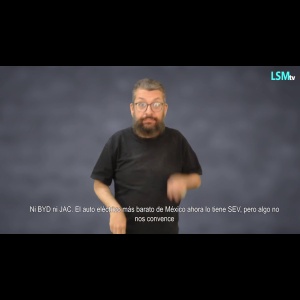 LSMtv
Ni BYD ni JAC. El auto eléctrico más barato de México ahora lo tiene SEV, pero algo no
nos convence